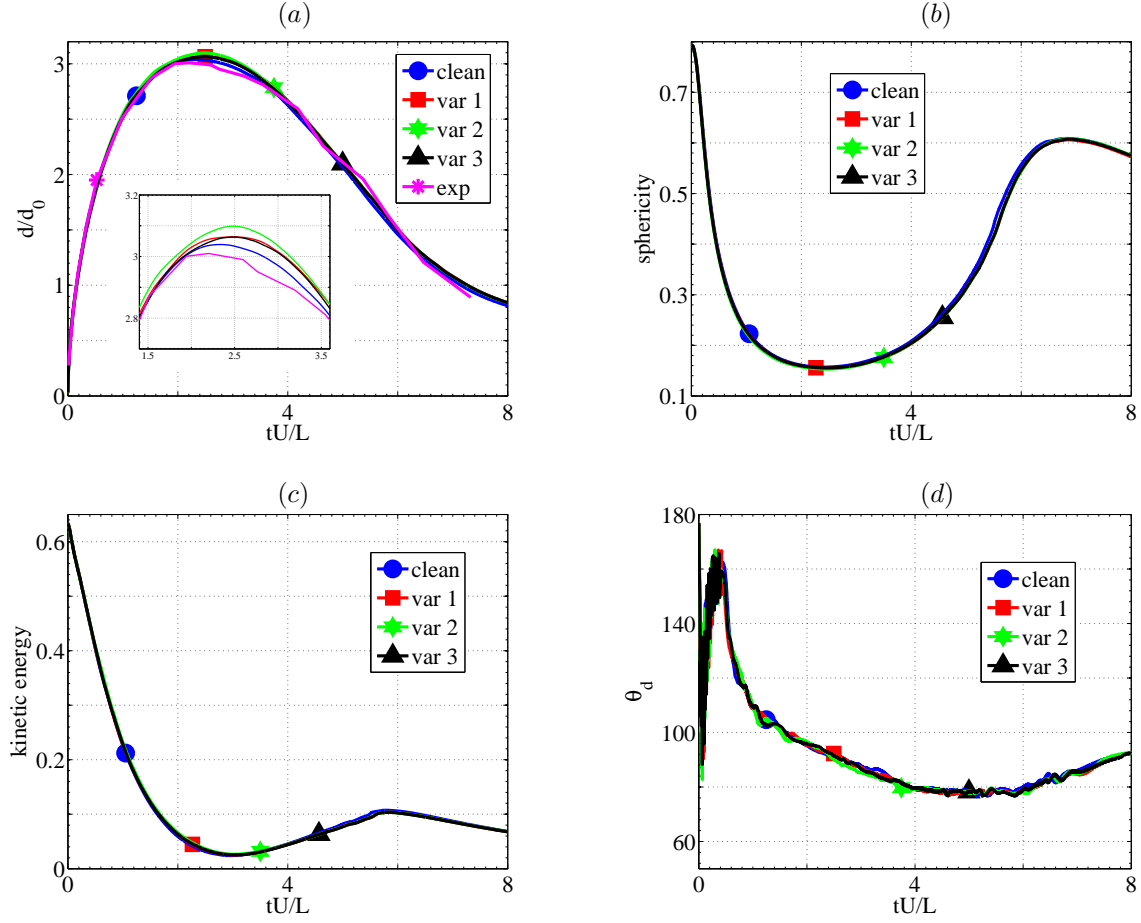 (a)
3
2
1
0
0
4
8
d/d0
tU/L
clean
var 1
var 2
var 3
exp
3.2
3
2.8
1.5
2.5
3.5
(b)
0.7
0.5
0.3
0.1
0
4
8
sphericity
tU/L
clean
var 1
var 2
var 3
(c)
0.6
0.4
0.2
0
0
4
8
kinetic energy
tU/L
clean
var 1
var 2
var 3
(d)
180
140
100
60
0
4
8
θd
tU/L
clean
var 1
var 2
var 3